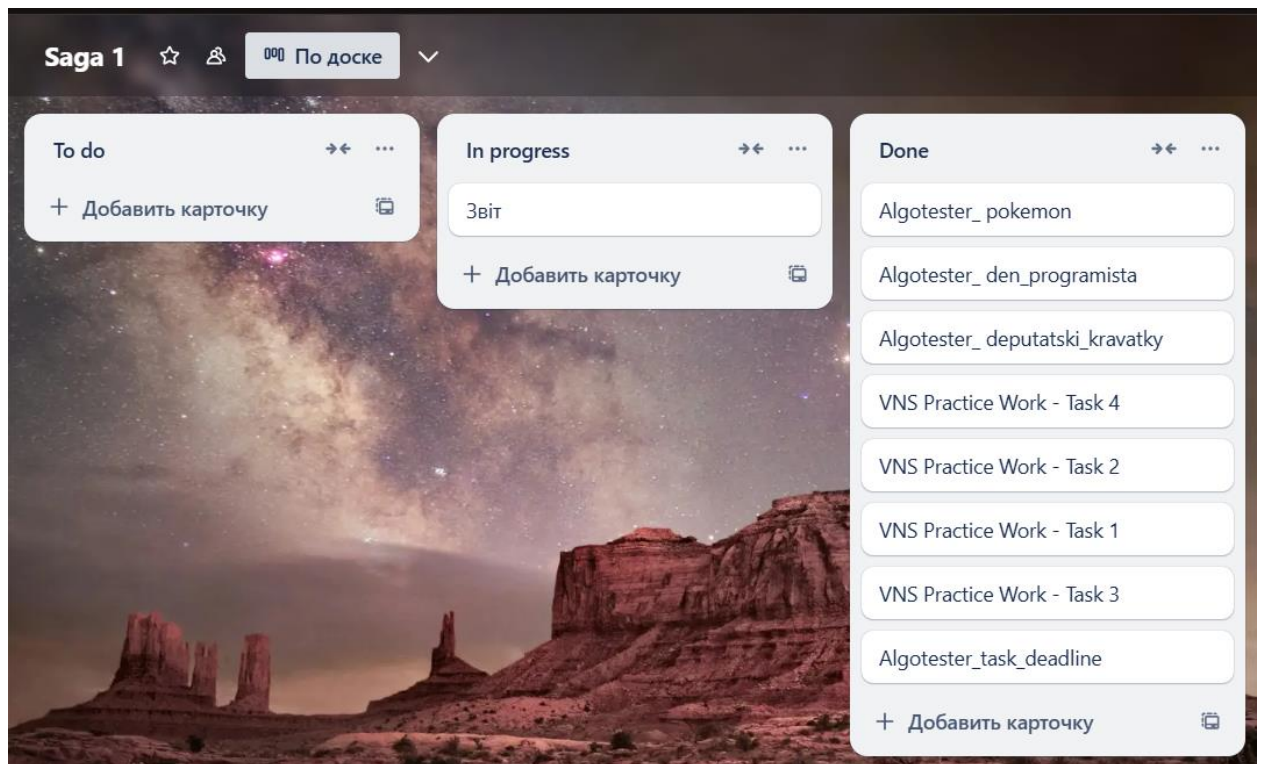 Saga 1
По доске
To do
+ Добавить карточку
In progress
Звіт
+ Добавить карточку
Done
Algotester_ pokemon
Algotester_ den_programista
Algotester_ deputatski_kravatky
VNS Practice Work - Task 4
VNS Practice Work - Task 2
VNS Practice Work - Task 1
VNS Practice Work - Task 3
Algotester_task_deadline
+ Добавить карточку